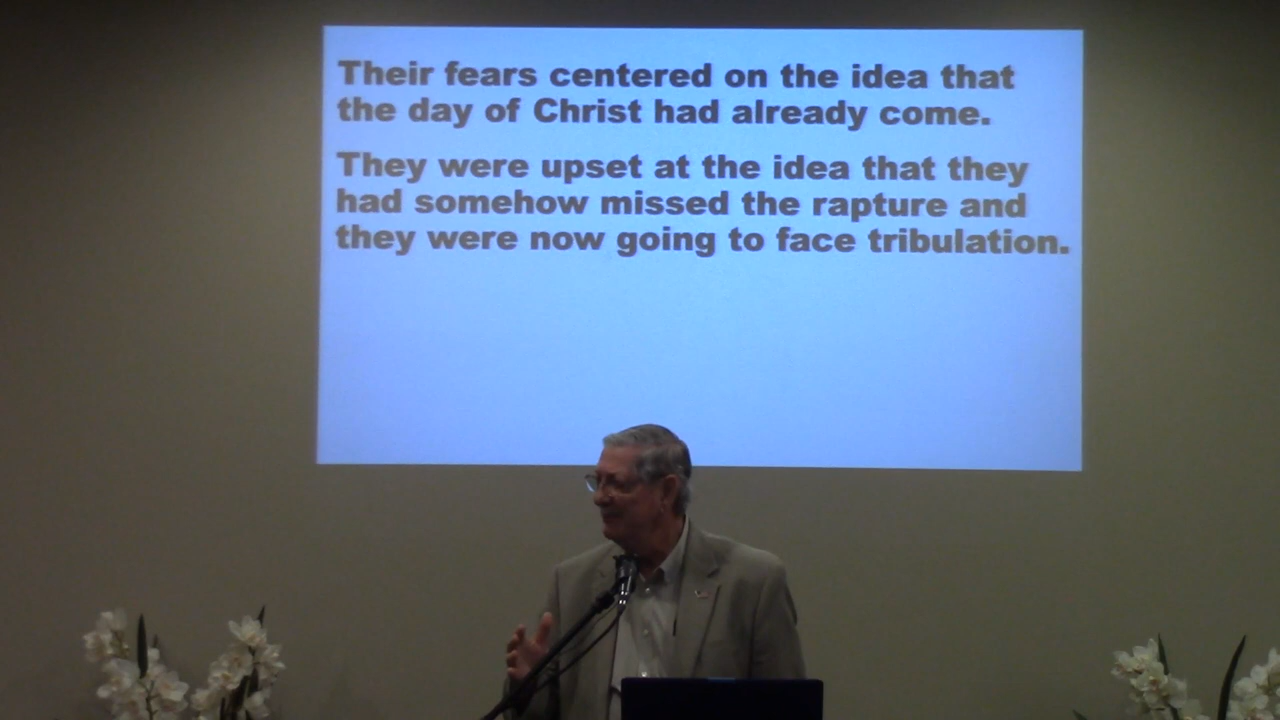 Their fears centered on the idea that
the day of Christ had already come.
They were upset at the idea that they
had somehow missed the rapture and
they were now going to face tribulation.